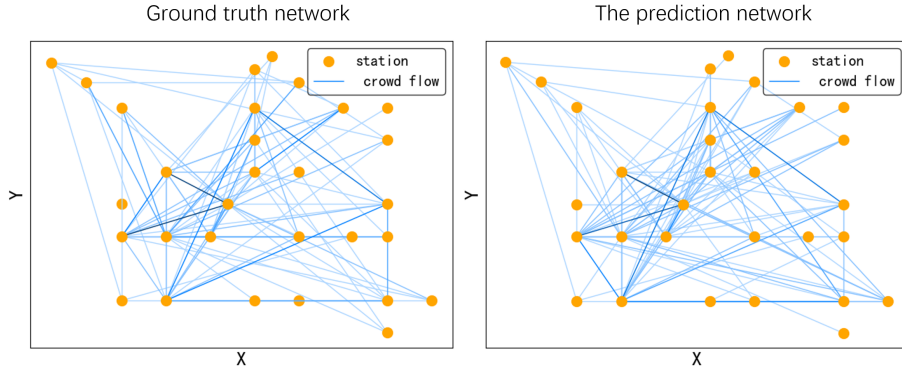 Ground truth network
station
crowd flow
Y
X
The prediction network
station
crowd flow
Y
X